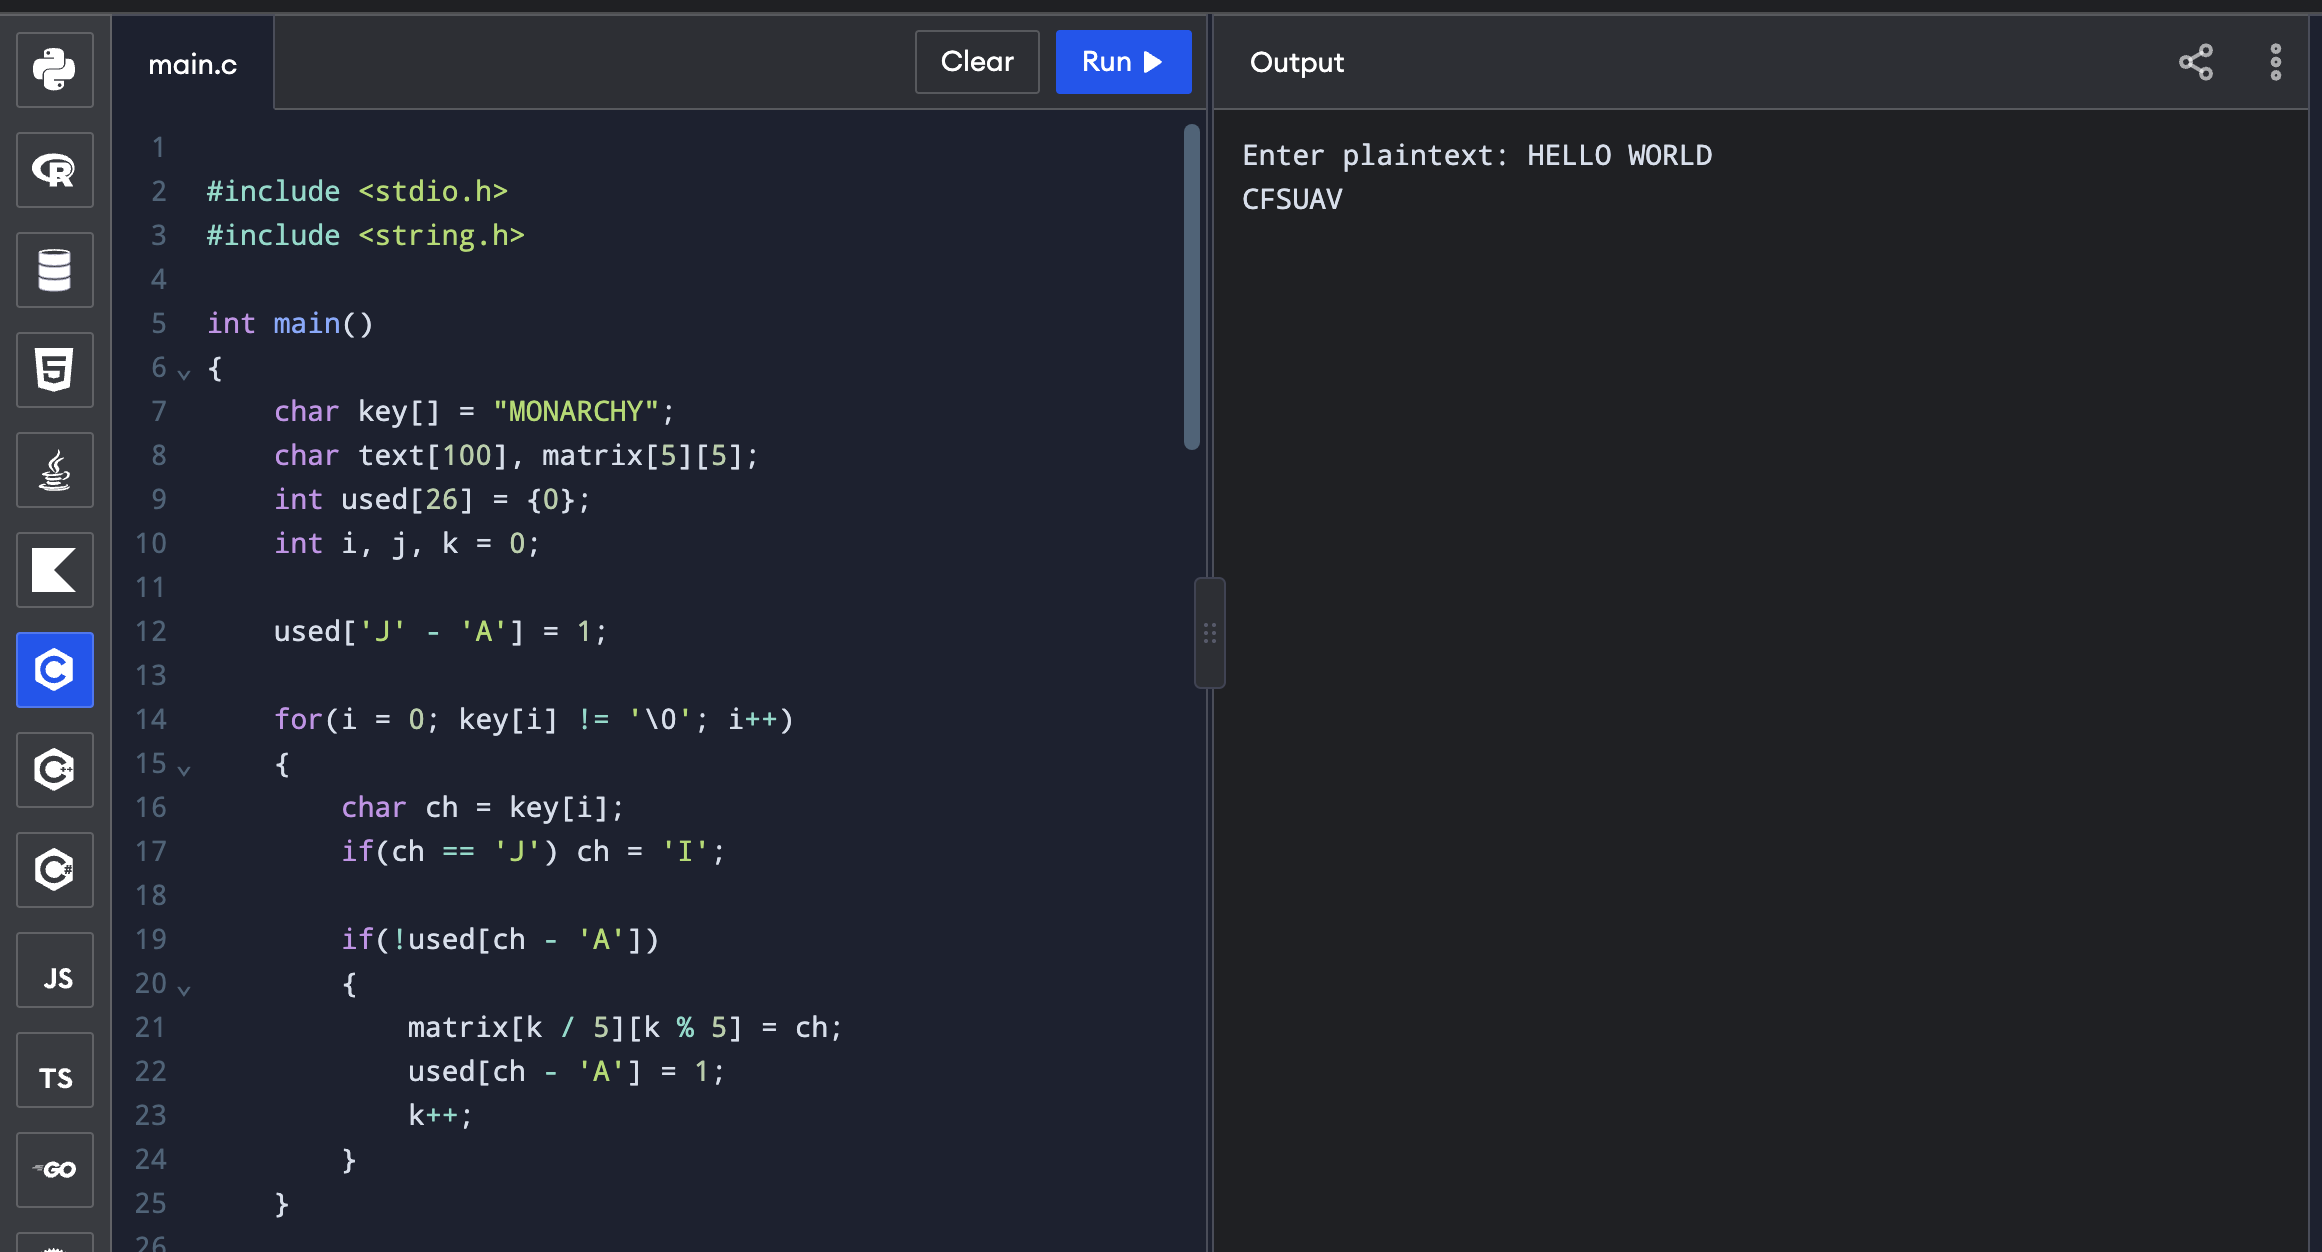 main.c
Clear
Run
Output
1
2 #include <stdio.h>
3 #include <string.h>
4
5 int main()
6 {
7     char key[] = "MONARCHY";
8     char text[100], matrix[5][5];
9     int used[26] = {0};
10     int i, j, k = 0;
11
12     used['J' - 'A'] = 1;
13
14     for(i = 0; key[i] != '\0'; i++)
15     {
16         char ch = key[i];
17         if(ch == 'J') ch = 'I';
18
19         if(!used[ch - 'A'])
20         {
21             matrix[k / 5][k % 5] = ch;
22             used[ch - 'A'] = 1;
23             k++;
24         }
25     }
26
Enter plaintext: HELLO WORLD
CFSUAV
R
5
C
C++
C#
JS
TS
GO